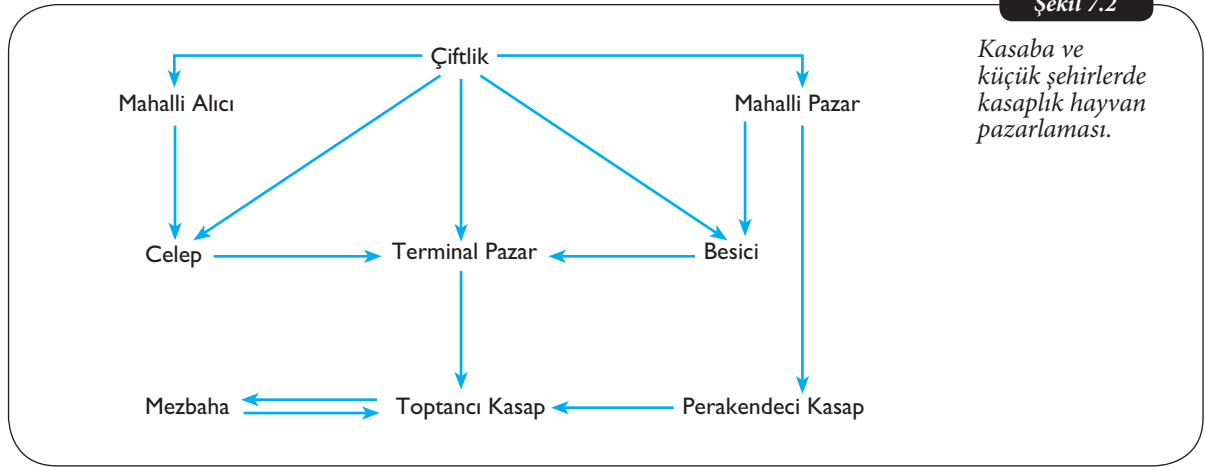 Şekil 7.2
Kasaba ve
küçük şehirlerde
kasaplık hayvan
pazarlaması.
Çiftlik
Mahalli Alıcı
Mahalli Pazar
Celep
Terminal Pazar
Besici
Mezbaha
Toptancı Kasap
Perakendeci Kasap